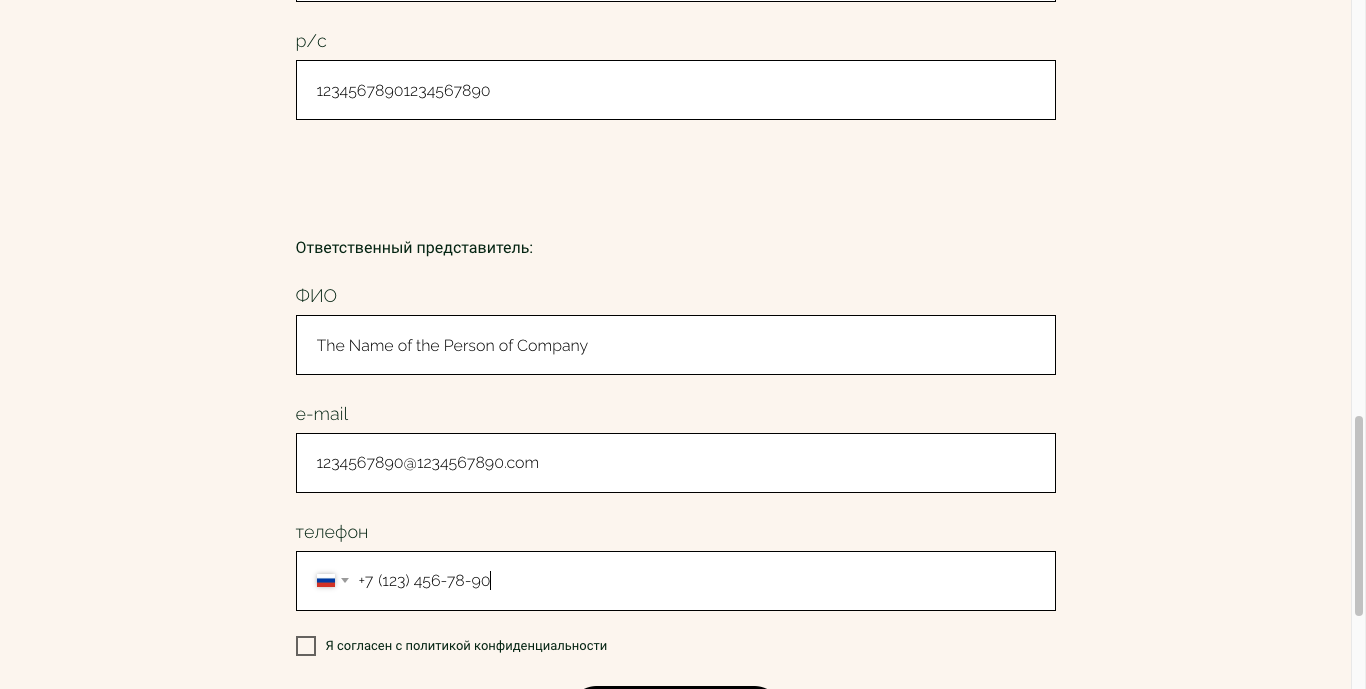 р/с
12345678901234567890
Ответственный представитель:
ФИО
The Name of the Person of Company
e-mail
1234567890@1234567890.com
телефон
+7 (123) 456-78-90
Я согласен с политикой конфиденциальности